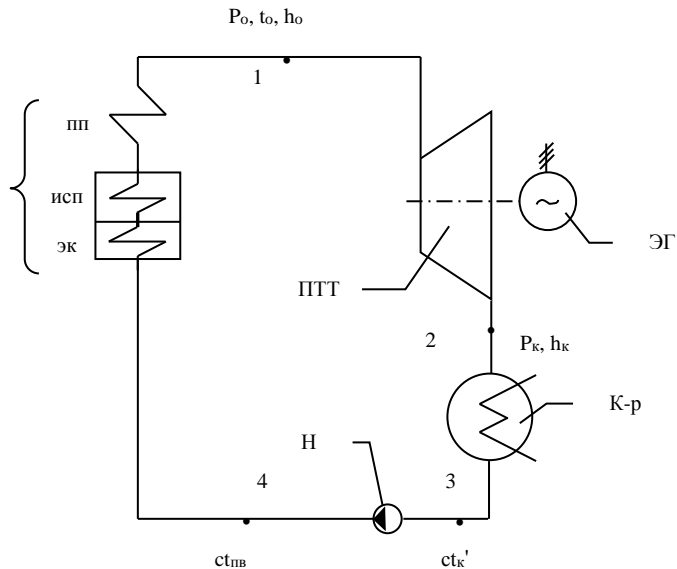 Pо, tо, hо
1
пп
исп
эк
ЭГ
ПТТ
2
Pк, hк
К-р
Н
4
3
ctпв
ctк'